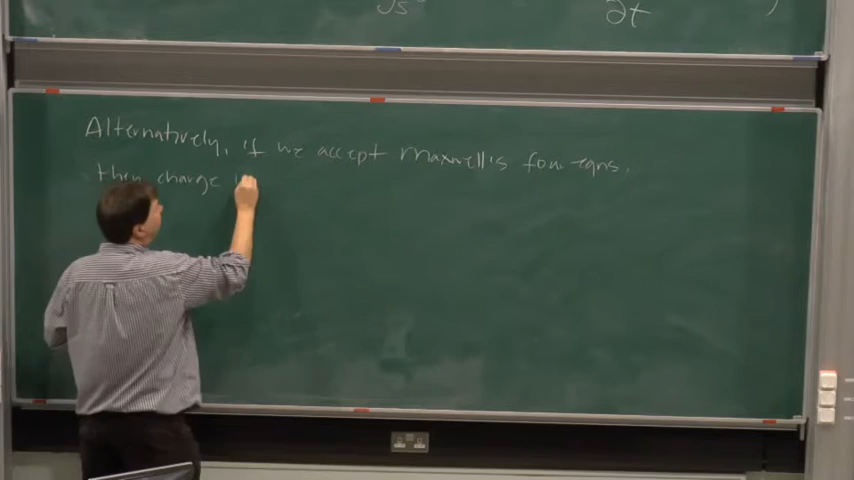 ∂t
Alternatively, if we accept Maxwell's four eqns,
then charge